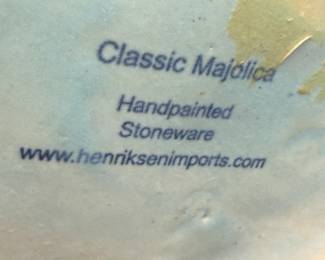 Classic Majolica
Handpainted
Stoneware
www.henriksenimports.com